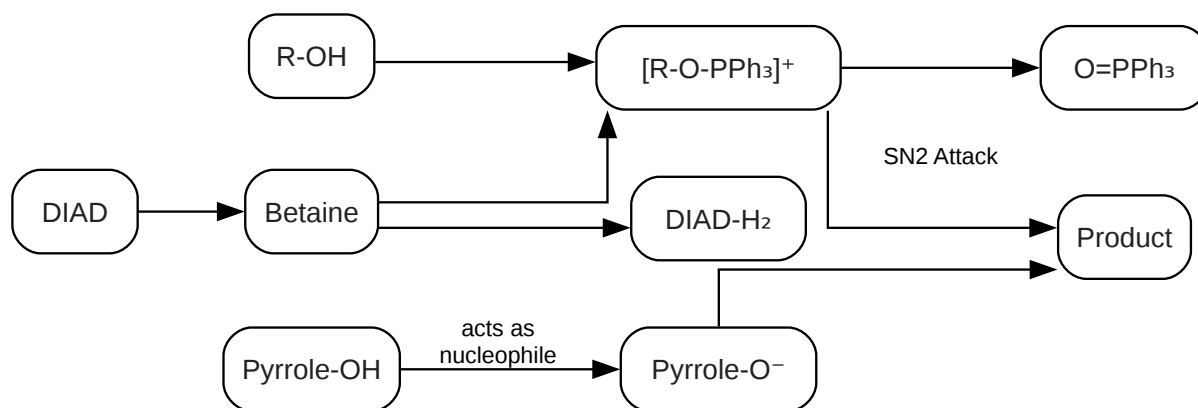 R-OH
[R-O-PPh₃]⁺
O=PPh₃
SN2 Attack
DIAD
Betaine
DIAD-H₂
Product
acts as
nucleophile
Pyrrole-OH
Pyrrole-O⁻